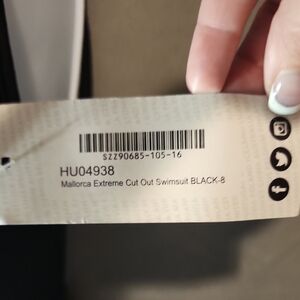 SZZ90685-105-16
HU04938
Mallorca Extreme Cut Out Swimsuit BLACK-8